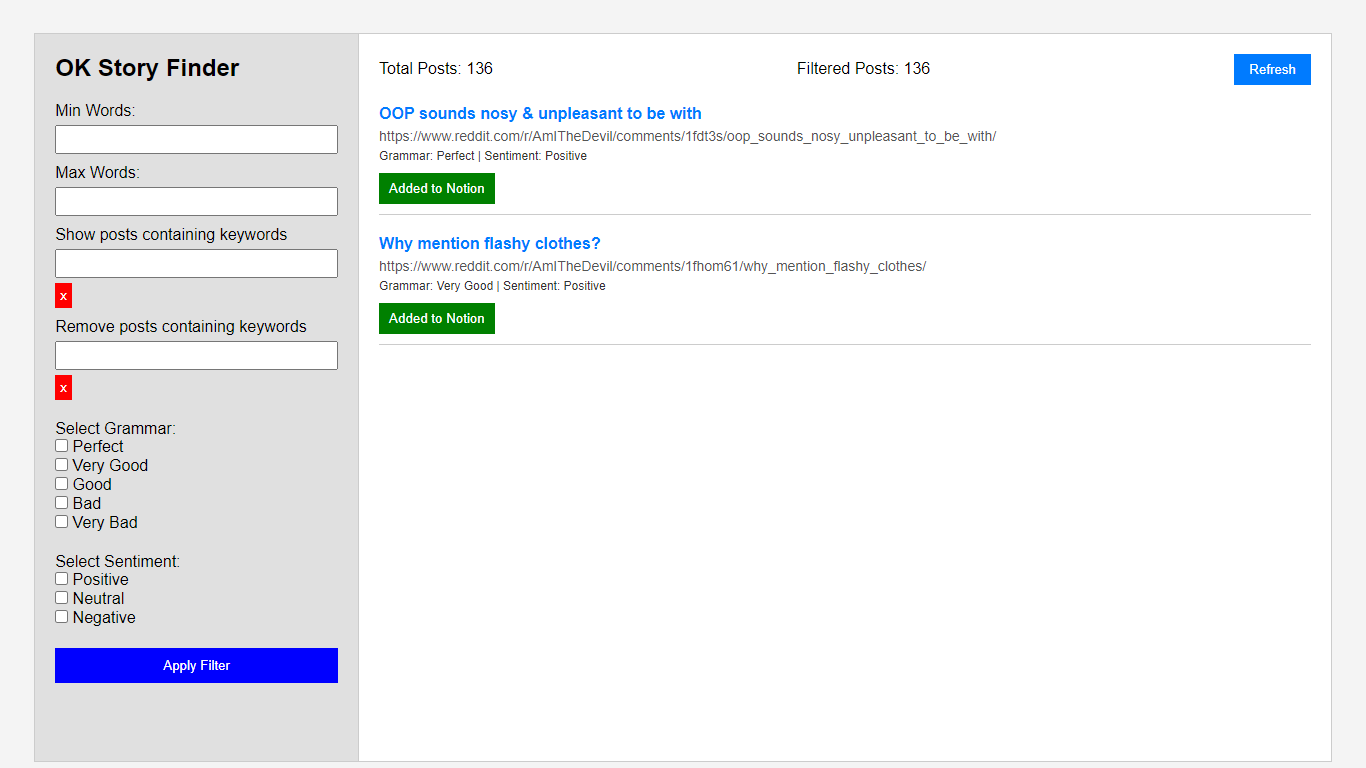 OK Story Finder
Min Words:
Max Words:
Show posts containing keywords
x
Remove posts containing keywords
x
Select Grammar:
Perfect
Very Good
Good
Bad
Very Bad
Select Sentiment:
Positive
Neutral
Negative
Apply Filter
Total Posts: 136
Filtered Posts: 136
Refresh
OOP sounds nosy & unpleasant to be with
https://www.reddit.com/r/AmITheDevil/comments/1fdt3s/oop_sounds_nosy_unpleasant_to_be_with/
Grammar: Perfect | Sentiment: Positive
Added to Notion
Why mention flashy clothes?
https://www.reddit.com/r/AmITheDevil/comments/1fhom61/why_mention_flashy_clothes/
Grammar: Very Good | Sentiment: Positive
Added to Notion